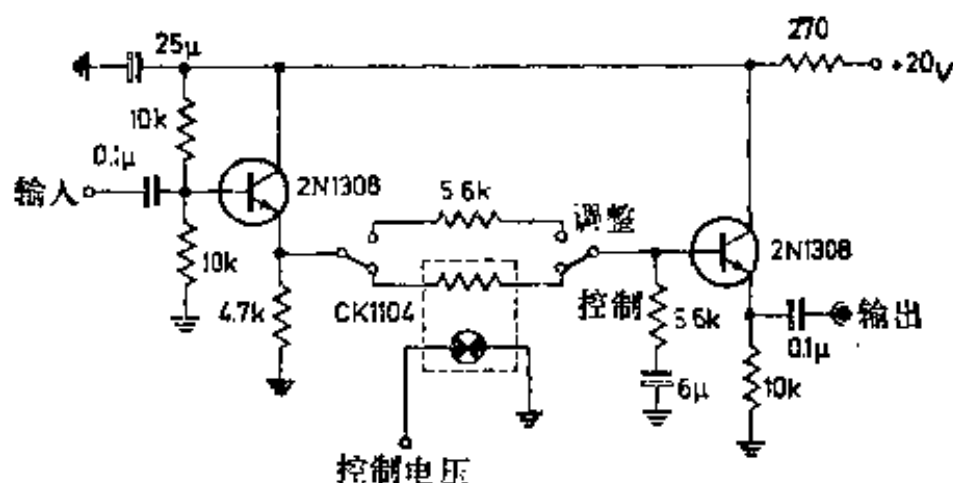 25μ
270
+20V
10k
0.1μ
2N1308
输入
5.6k
调整
10k
2N1308
4.7k
CK1104
控制
5.6k
输出
0.1μ
6μ
10k
控制电压